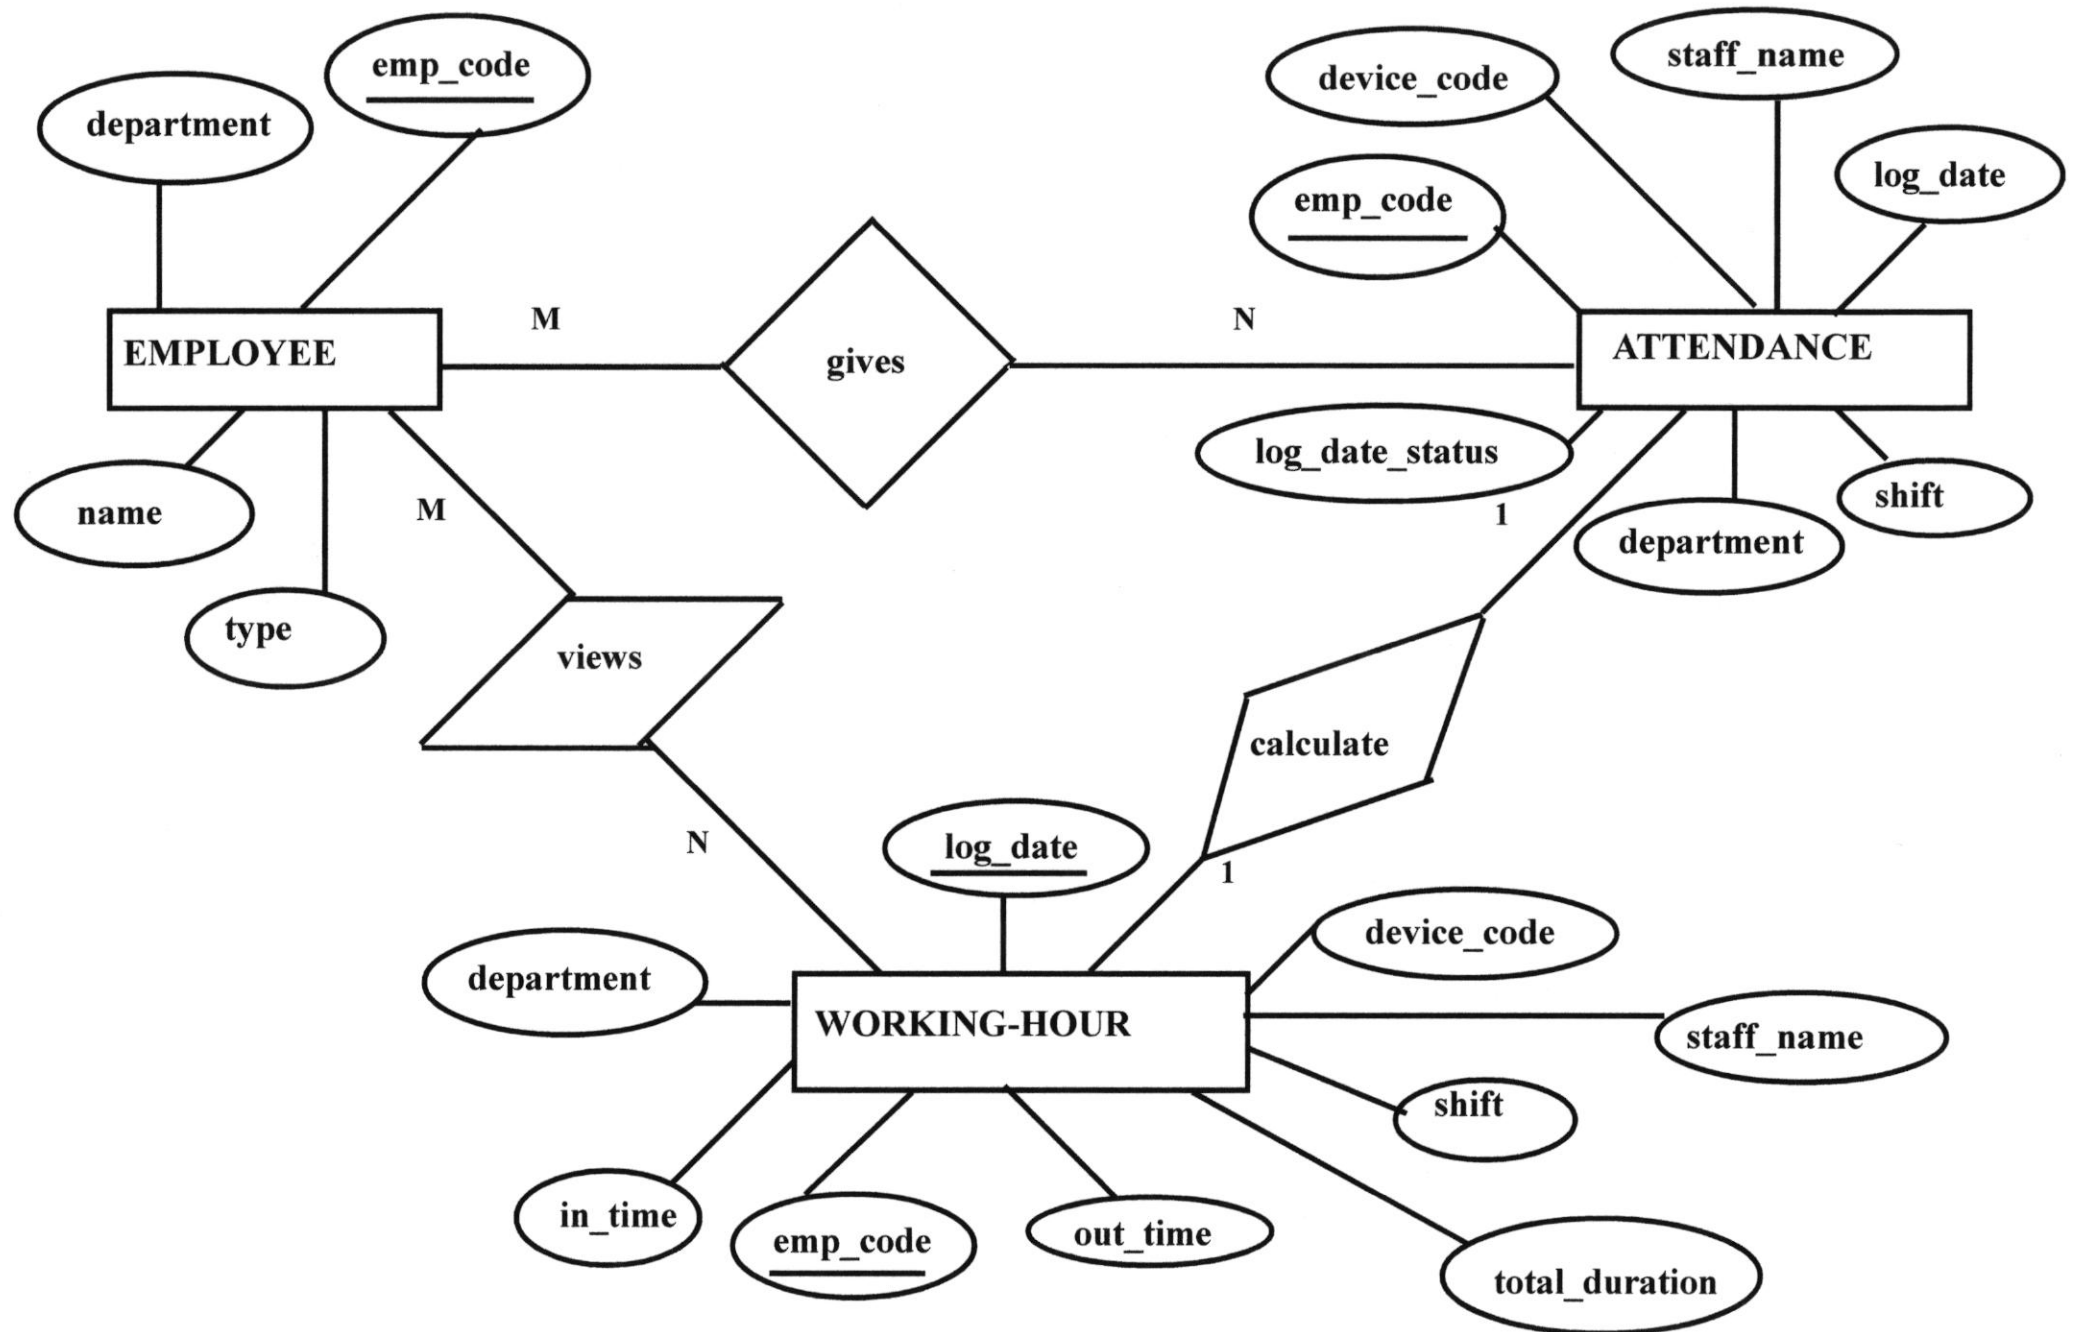 emp_code
department
device_code
staff_name
emp_code
log_date
EMPLOYEE
M
gives
N
ATTENDANCE
name
type
M
views
N
log_date_status
1
department
shift
calculate
1
log_date
department
WORKING-HOUR
device_code
staff_name
shift
in_time
emp_code
out_time
total_duration